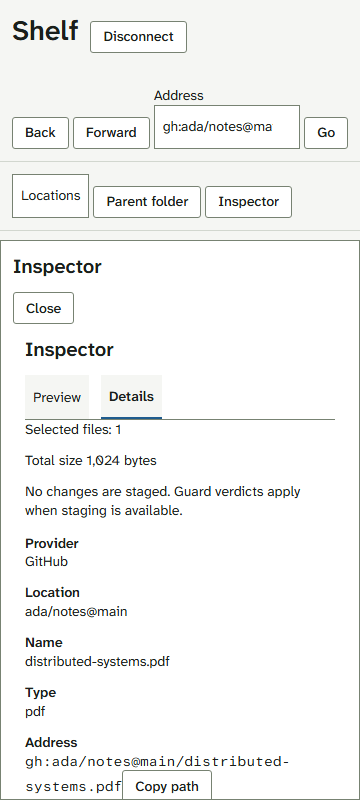 Shelf
Disconnect
Address
Back
Forward
gh:ada/notes@ma
Go
Locations
Parent folder
Inspector
Inspector
Close
Inspector
Preview
Details
Selected files: 1
Total size 1,024 bytes
No changes are staged. Guard verdicts apply
when staging is available.
Provider
GitHub
Location
ada/notes@main
Name
distributed-systems.pdf
Type
pdf
Address
gh:ada/notes@main/distributed-
systems.pdf
Copy path